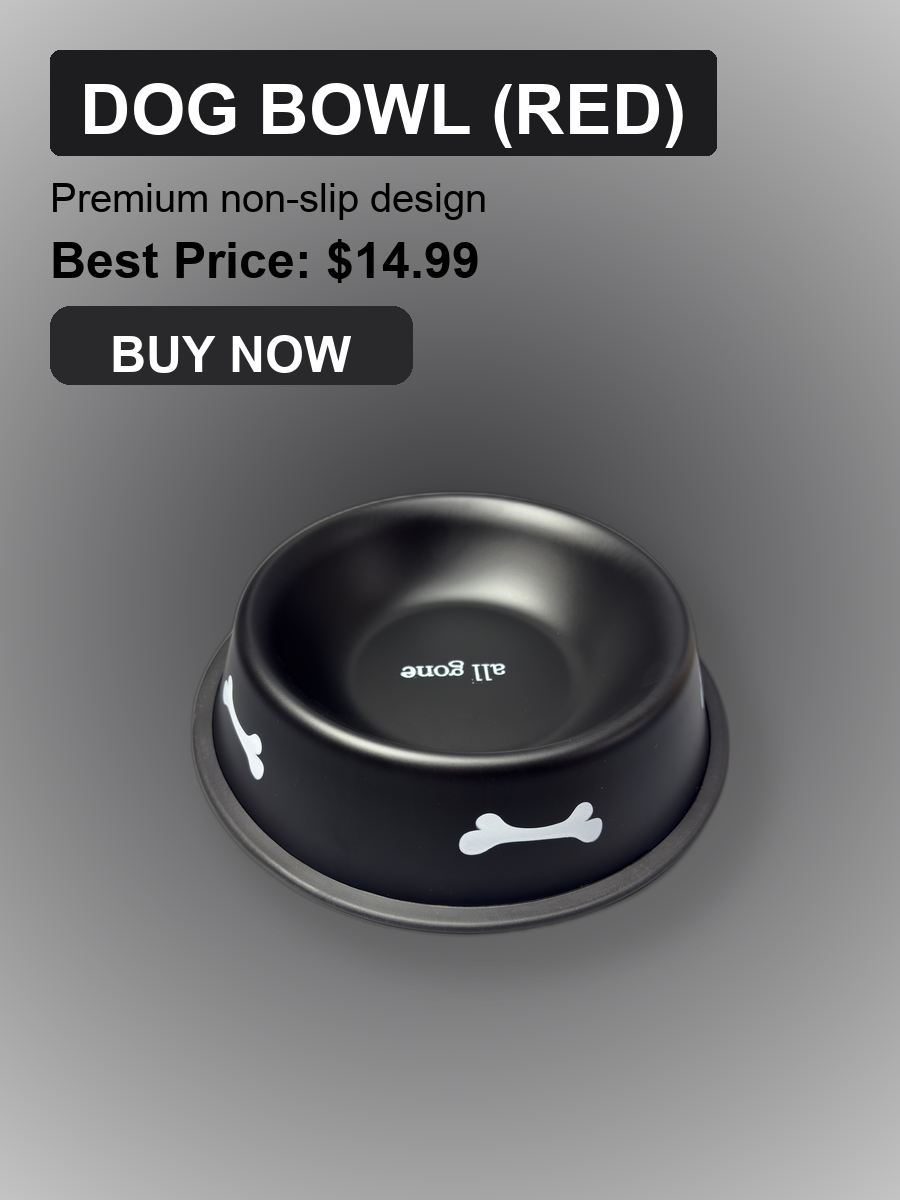 DOG BOWL (RED)
Premium non-slip design
Best Price: $14.99
BUY NOW
all gone